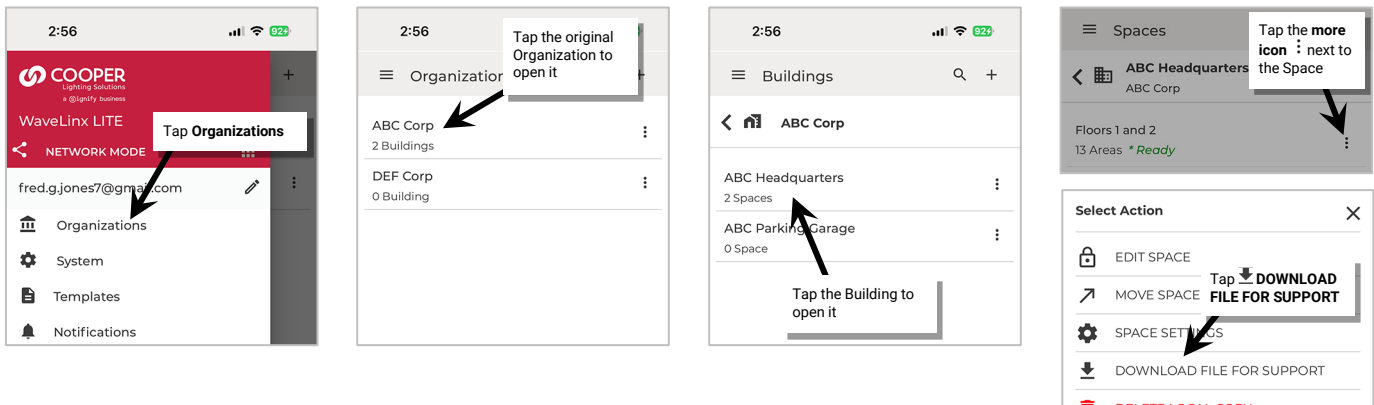 2:56
92
COOPER
Lighting Solutions
a Signify business
WaveLinx LITE
NETWORK MODE
Tap Organizations
fred.g.jones7@gmail.com
Organizations
System
Templates
Notifications
2:56
Tap the original
Organization to
open it
Organization
ABC Corp
2 Buildings
DEF Corp
0 Building
2:56
92
Buildings
ABC Corp
ABC Headquarters
2 Spaces
ABC Parking Garage
0 Space
Tap the Building to
open it
Spaces
Tap the more
icon ⋮ next to
the Space
ABC Headquarters
ABC Corp
Floors 1 and 2
13 Areas * Ready
Select Action
EDIT SPACE
MOVE SPACE
Tap DOWNLOAD
FILE FOR SUPPORT
SPACE SETTINGS
DOWNLOAD FILE FOR SUPPORT